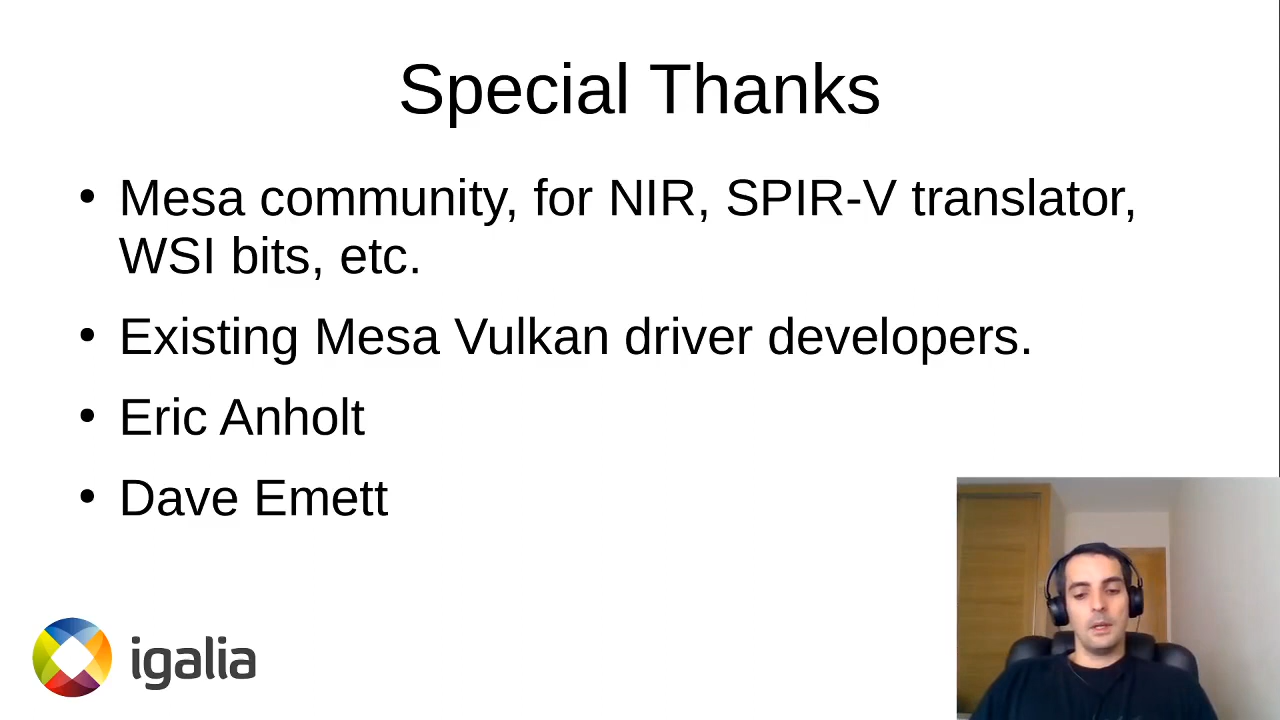 Special Thanks
• Mesa community, for NIR, SPIR-V translator,
WSI bits, etc.
• Existing Mesa Vulkan driver developers.
• Eric Anholt
• Dave Emett
igalia